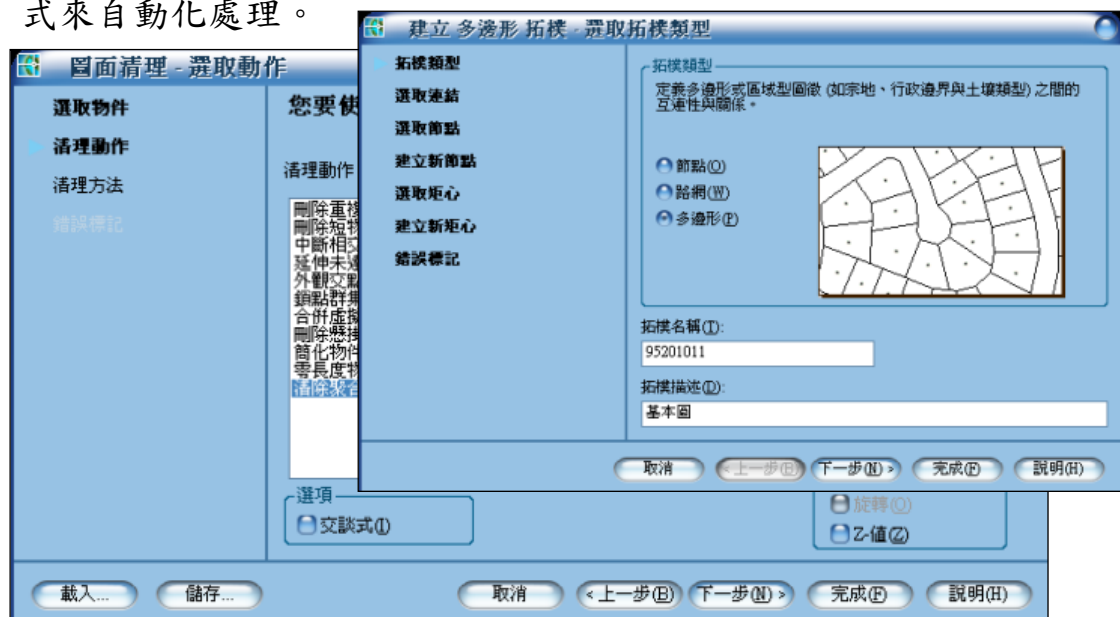 式來自動化處理。
圖面清理 - 選取動作
選取物件
清理動作
清理方法
錯誤標記
您要使
清理動作
刪除重複
刪除短物
中斷相交
延伸未達
外觀交點
鎖點群集
合併虛擬
刪除懸掛
簡化物件
零長度物
清除聚合
選項
交談式(I)
旋轉(O)
Z-值(Z)
載入...
儲存...
取消
<上一步(B)
下一步(N)>
完成(F)
說明(H)
建立 多邊形 拓樸 - 選取拓樸類型
拓樸類型
選取連結
選取節點
建立新節點
選取矩心
建立新矩心
錯誤標記
拓樸類型
定義多邊形或區域型圖徵 (如宗地、行政邊界與土壤類型) 之間的
互連性與關係。
節點(O)
路網(W)
多邊形(P)
拓樸名稱(T):
95201011
拓樸描述(D):
基本圖
取消
<上一步(B)
下一步(N)>
完成(F)
說明(H)